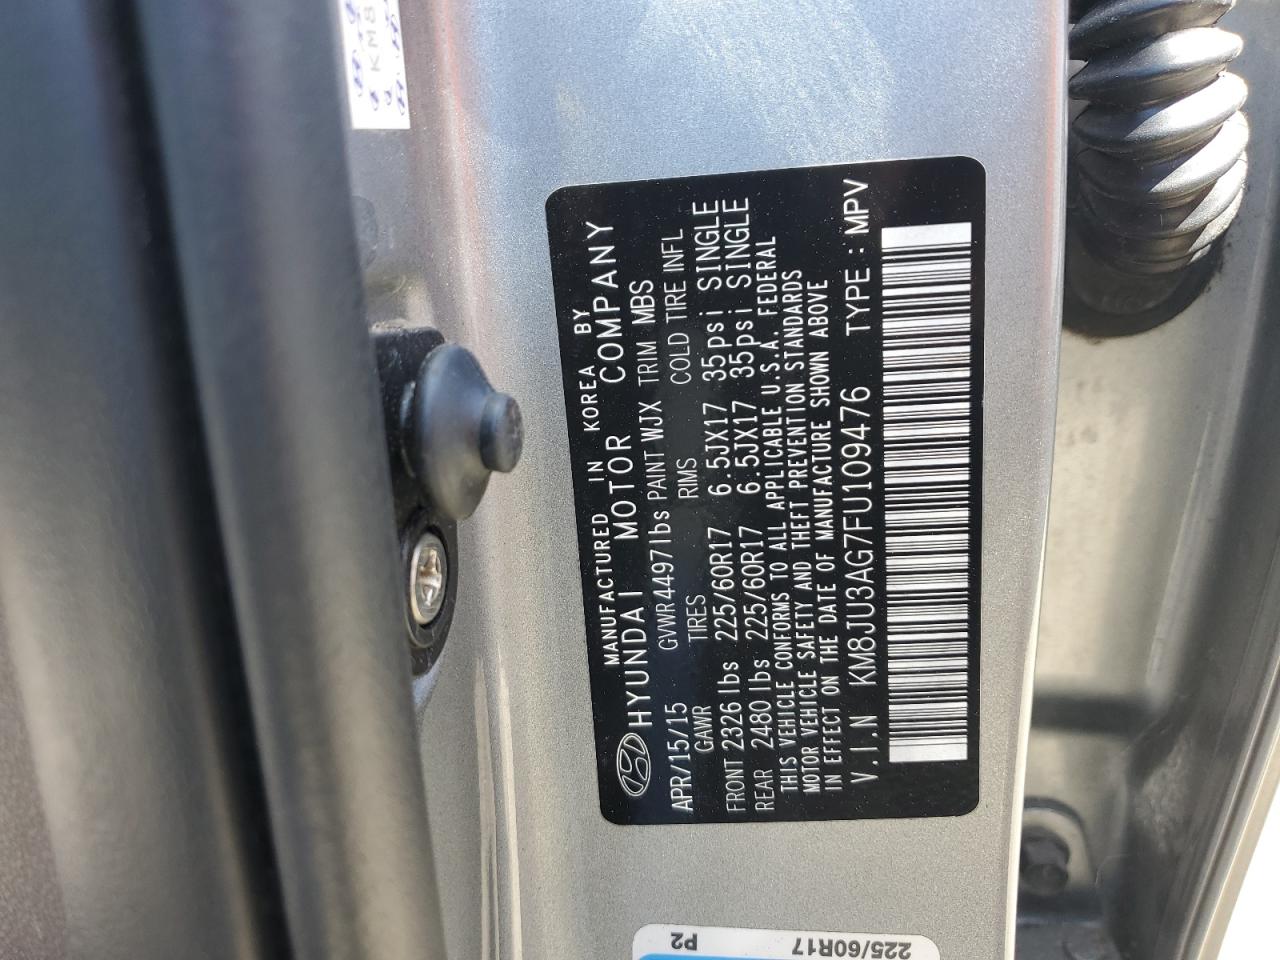 MANUFACTURED IN KOREA BY
HYUNDAI MOTOR COMPANY
APR/15/15 GVWR 4497lbs PAINT WJX TRIM MBS
GAWR TIRES RIMS COLD TIRE INFL
FRONT 2326 lbs 225/60R17 6.5JX17 35psi SINGLE
REAR 2480 lbs 225/60R17 6.5JX17 35psi SINGLE
THIS VEHICLE CONFORMS TO ALL APPLICABLE U.S.A. FEDERAL
MOTOR VEHICLE SAFETY AND THEFT PREVENTION STANDARDS
IN EFFECT ON THE DATE OF MANUFACTURE SHOWN ABOVE
V.I.N KM8JU3AG7FU109476 TYPE : MPV
KM8
P2
225/60R17